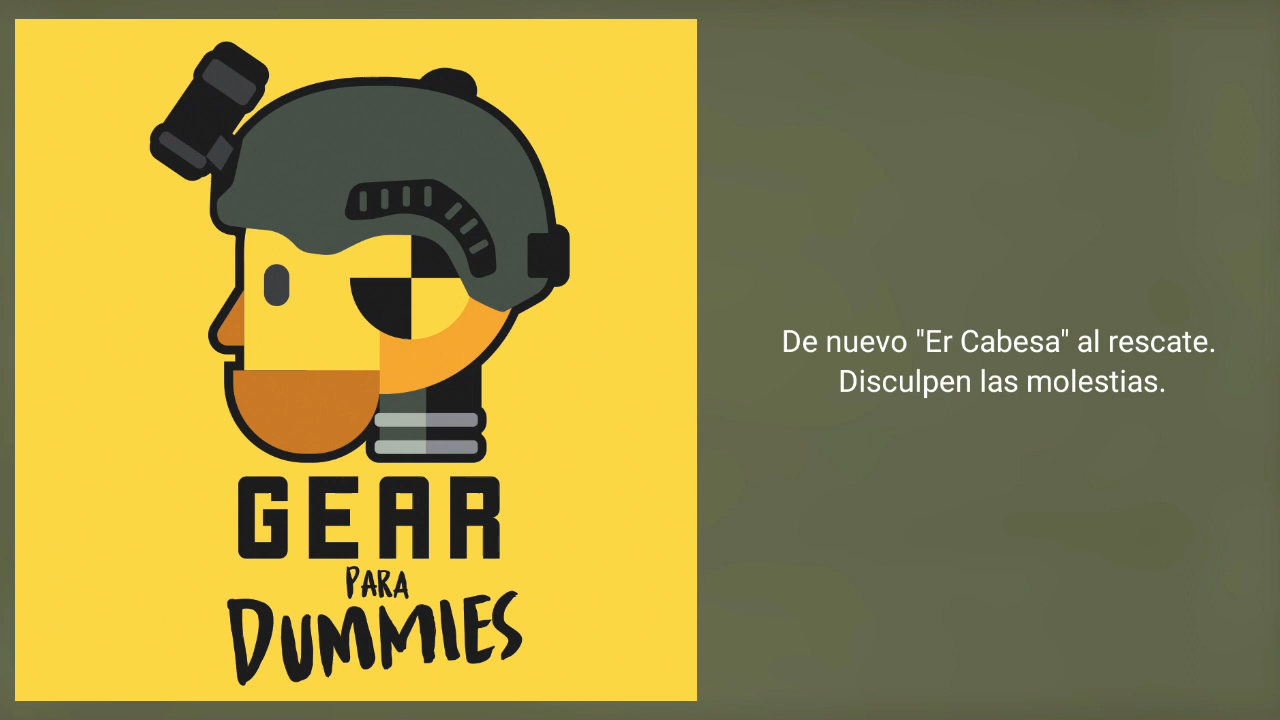 GEAR
PARA
DUMMIES
De nuevo "Er Cabesa" al rescate.
Disculpen las molestias.